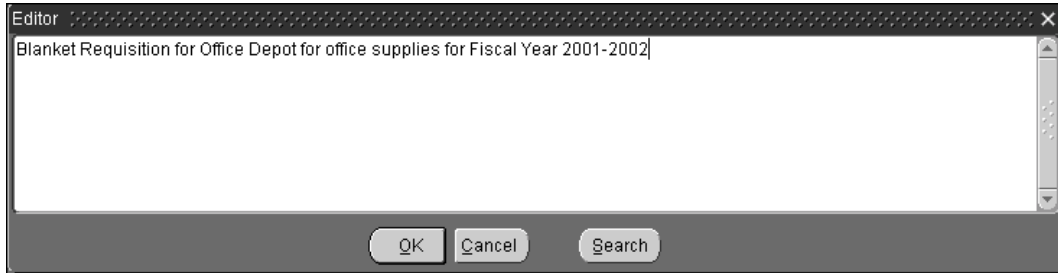 Editor
Blanket Requisition for Office Depot for office supplies for Fiscal Year 2001-2002
OK Cancel Search